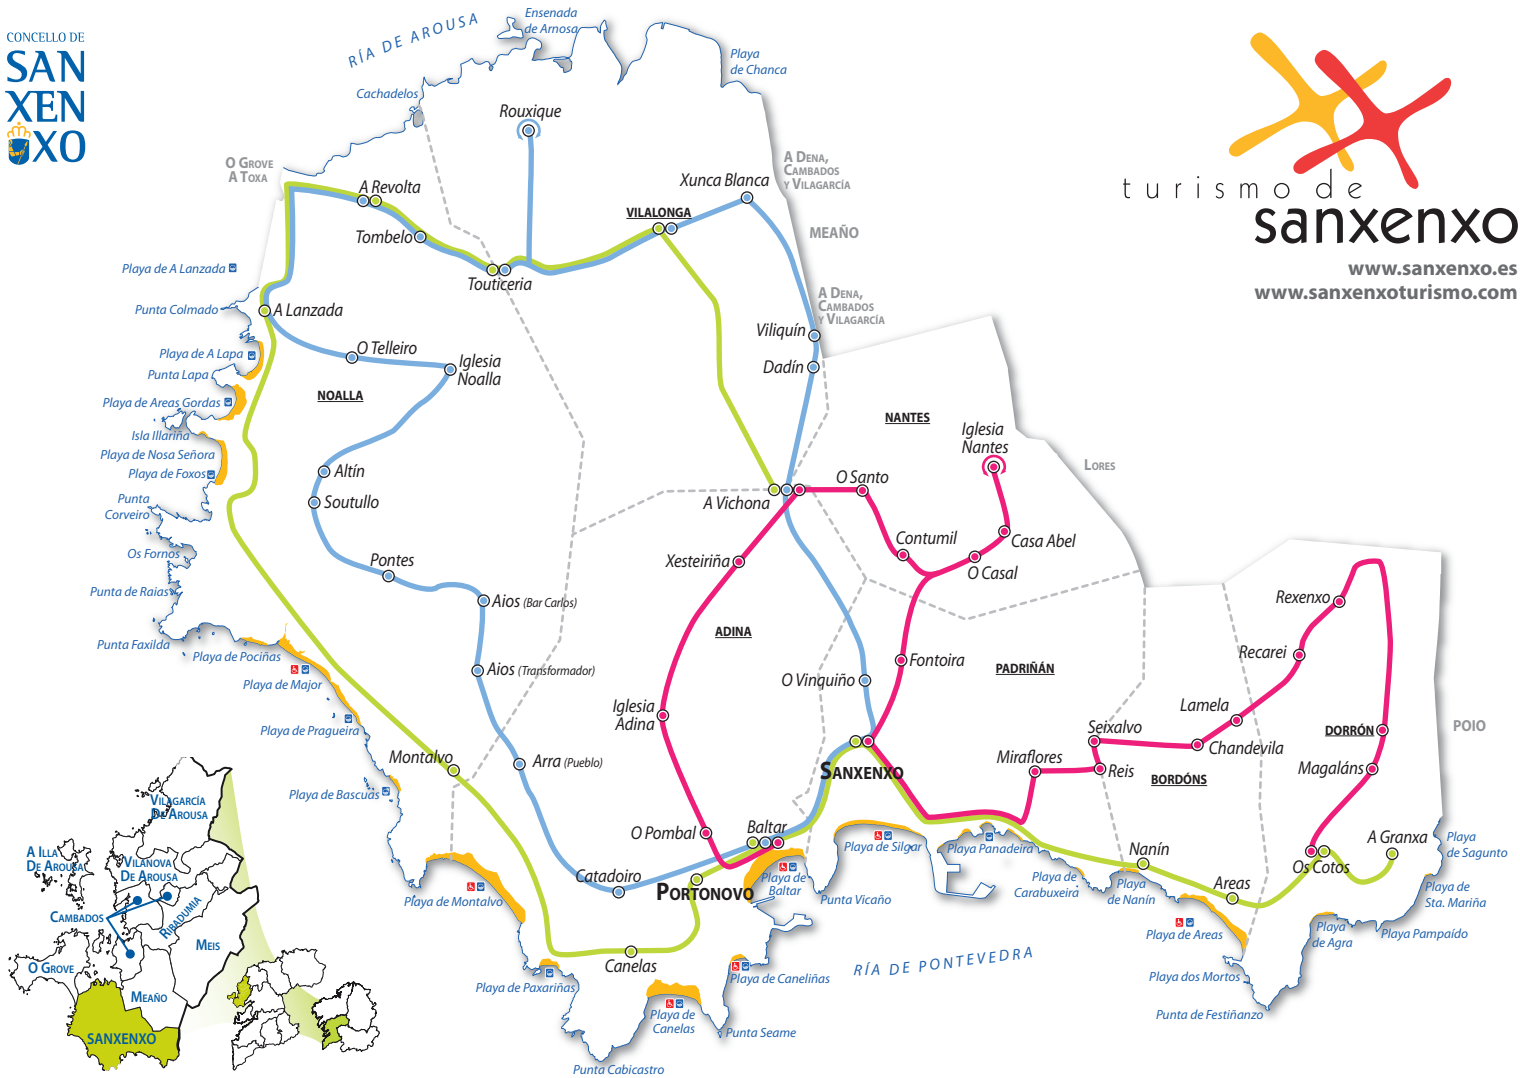 CONCELLO DE
SAN
XEN
XO
RÍA DE AROUSA
Ensenada
de Arnosa
Playa
de Chanca
Cachadelos
Rouxique
O GROVE
A TOXA
A Revolta
Tombelo
Touticeria
VILALONGA
Xunca Blanca
A DENA,
CAMBADOS
Y VILAGARCÍA
MEAÑO
A DENA,
CAMBADOS
Y VILAGARCÍA
turismo de
sanxenxo
www.sanxenxo.es
www.sanxenxoturismo.com
Playa de A Lanzada
Punta Colmado
A Lanzada
Playa de A Lapa
Punta Lapa
Playa de Areas Gordas
Isla Illariña
Playa de Nosa Señora
Playa de Foxos
Punta
Corveiro
Os Fornos
Punta de Raias
Punta Faxilda
O Telleiro
Iglesia
Noalla
NOALLA
Altín
Soutullo
Pontes
Aios (Bar Carlos)
Aios (Transformador)
Arra (Pueblo)
Viliquín
Dadín
NANTES
Iglesia
Nantes
LORES
A Vichona
O Santo
Contumil
Casa Abel
O Casal
Xesteiriña
ADINA
Iglesia
Adina
O Vinquiño
Fontoira
PADRIÑÁN
Rexenxo
Recarei
Lamela
Seixalvo
Chandevila
DORRÓN
POIO
Miraflores
Reis
BORDÓNS
Magaláns
Playa de Pociñas
Playa de Major
Playa de Pragueira
Montalvo
Playa de Bascuas
SANXENXO
O Pombal
Baltar
Catadoiro
PORTONOVO
Playa de Montalvo
Playa de
Baltar
Playa de Silgar
Punta Vicaño
Playa Panadeira
Playa de
Carabuxeira
Nanín
Playa
de Nanín
Areas
Os Cotos
A Granxa
Playa
de Sagunto
Playa de
Sta. Mariña
Playa Pampaído
Playa
de Agra
Playa de Areas
Playa dos Mortos
Punta de Festiñanzo
Canelas
Playa de Paxariñas
Playa de
Canelas
Playa de Caneliñas
Punta Seame
Punta Cabicastro
RÍA DE PONTEVEDRA
VILAGARCÍA
DE AROUSA
A ILLA
DE AROUSA
VILANOVA
DE AROUSA
CAMBADOS
RIBADUMIA
MEIS
O GROVE
MEAÑO
SANXENXO